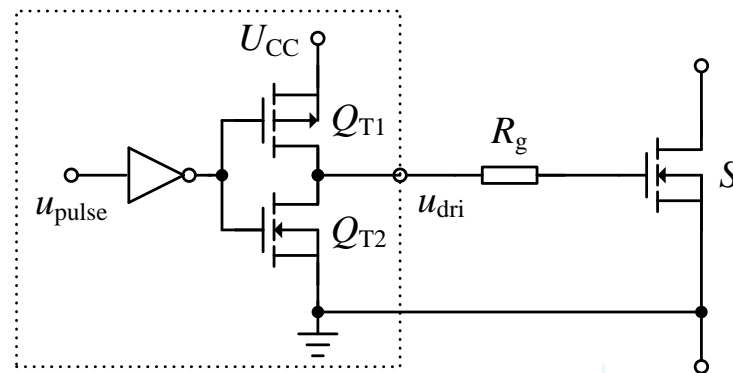 U_CC
Q_T1
R_g
u_pulse
u_dri
S
Q_T2